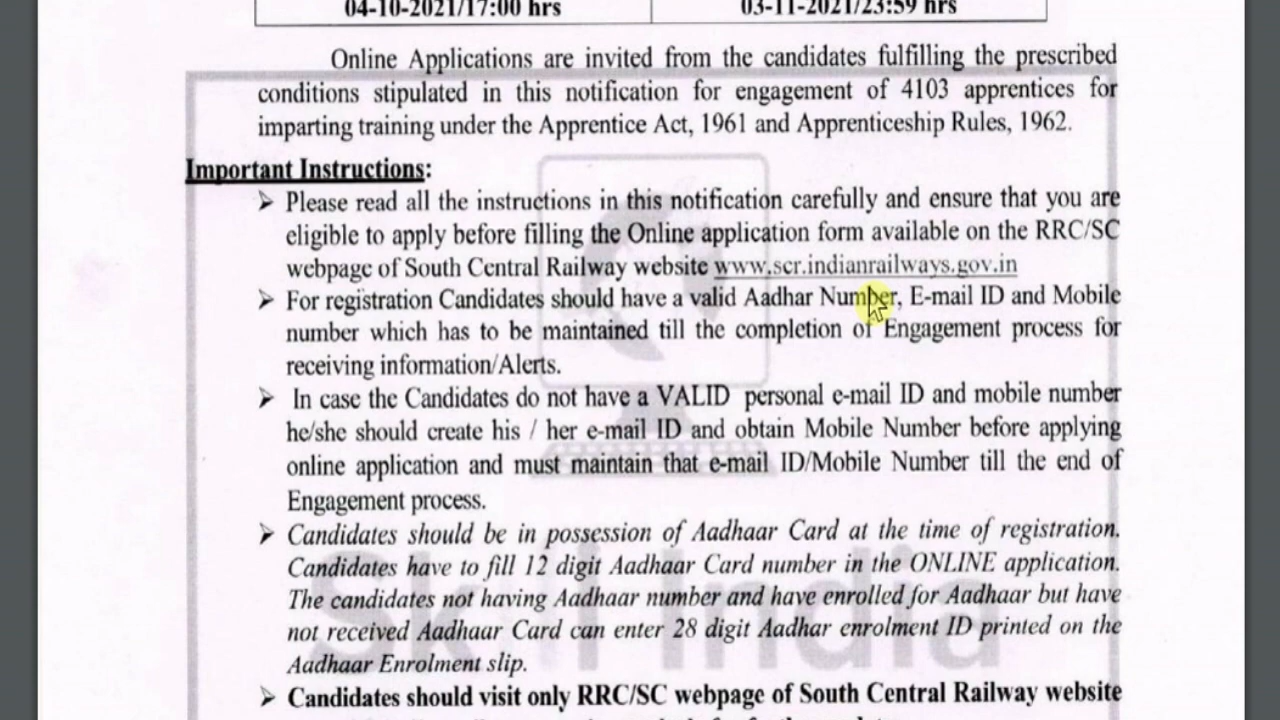 04-10-2021/17:00 hrs 03-11-2021/23:59 hrs
Online Applications are invited from the candidates fulfilling the prescribed
conditions stipulated in this notification for engagement of 4103 apprentices for
imparting training under the Apprentice Act, 1961 and Apprenticeship Rules, 1962.
Important Instructions:
➢ Please read all the instructions in this notification carefully and ensure that you are
eligible to apply before filling the Online application form available on the RRC/SC
webpage of South Central Railway website www.scr.indianrailways.gov.in
➢ For registration Candidates should have a valid Aadhar Number, E-mail ID and Mobile
number which has to be maintained till the completion of Engagement process for
receiving information/Alerts.
➢ In case the Candidates do not have a VALID personal e-mail ID and mobile number
he/she should create his / her e-mail ID and obtain Mobile Number before applying
online application and must maintain that e-mail ID/Mobile Number till the end of
Engagement process.
➢ Candidates should be in possession of Aadhaar Card at the time of registration.
Candidates have to fill 12 digit Aadhaar Card number in the ONLINE application.
The candidates not having Aadhaar number and have enrolled for Aadhaar but have
not received Aadhaar Card can enter 28 digit Aadhar enrolment ID printed on the
Aadhaar Enrolment slip.
Skill India
➢ Candidates should visit only RRC/SC webpage of South Central Railway website